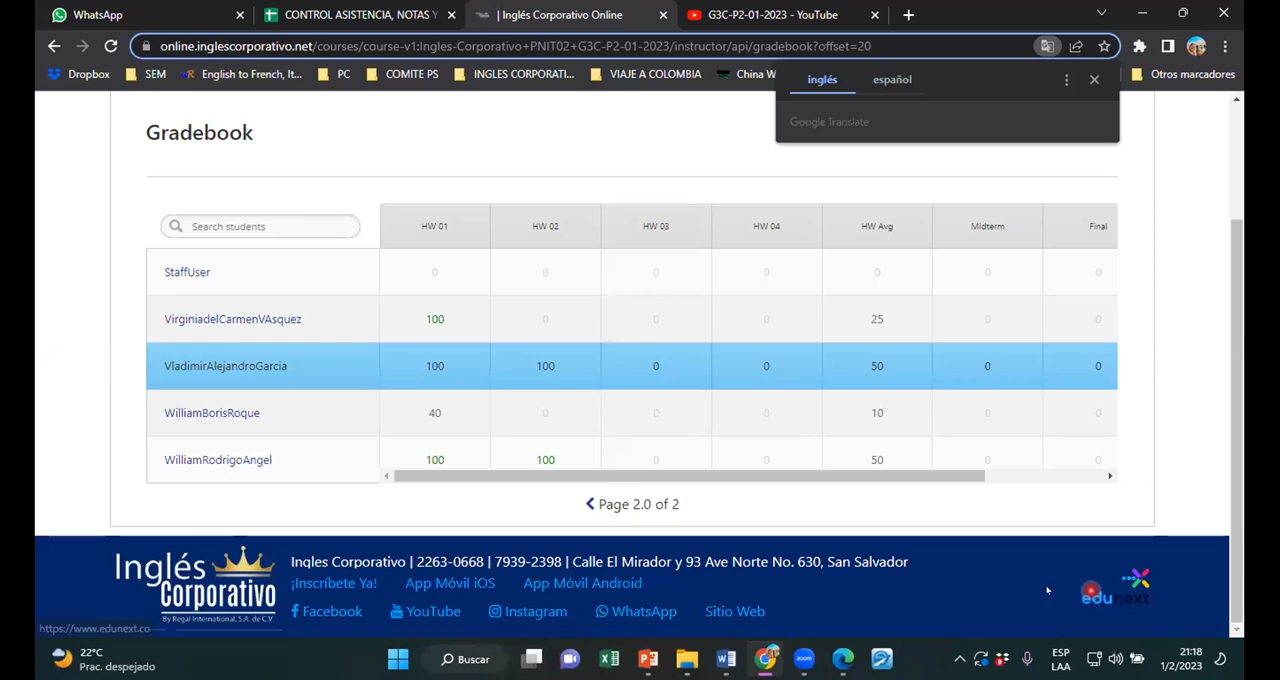 WhatsApp
CONTROL ASISTENCIA, NOTAS Y
| Inglés Corporativo Online
G3C-P2-01-2023 - YouTube
online.inglescorporativo.net/courses/course-v1:Ingles-Corporativo+PNIT02+G3C-P2-01-2023/instructor/api/gradebook?offset=20
Dropbox
SEM
English to French, It...
PC
COMITE PS
INGLES CORPORATI...
VIAJE A COLOMBIA
China W
Otros marcadores
inglés
español
Google Translate
Gradebook
Search students
HW 01 HW 02 HW 03 HW 04 HW Avg Midterm Final
StaffUser 0 0 0 0 0 0 0
VirginiadelCarmenVAsquez 100 0 0 0 25 0 0
VladimirAlejandroGarcia 100 100 0 0 50 0 0
WilliamBorisRoque 40 0 0 0 10 0 0
WilliamRodrigoAngel 100 100 0 0 50 0 0
Page 2.0 of 2
Inglés
Corporativo
By Regal International, S.A. de C.V.
Ingles Corporativo | 2263-0668 | 7939-2398 | Calle El Mirador y 93 Ave Norte No. 630, San Salvador
¡Inscríbete Ya! App Móvil iOS App Móvil Android
Facebook YouTube Instagram WhatsApp Sitio Web
edunext
https://www.edunext.co
22°C
Prac. despejado
Buscar
zoom
ESP
LAA
21:18
1/2/2023